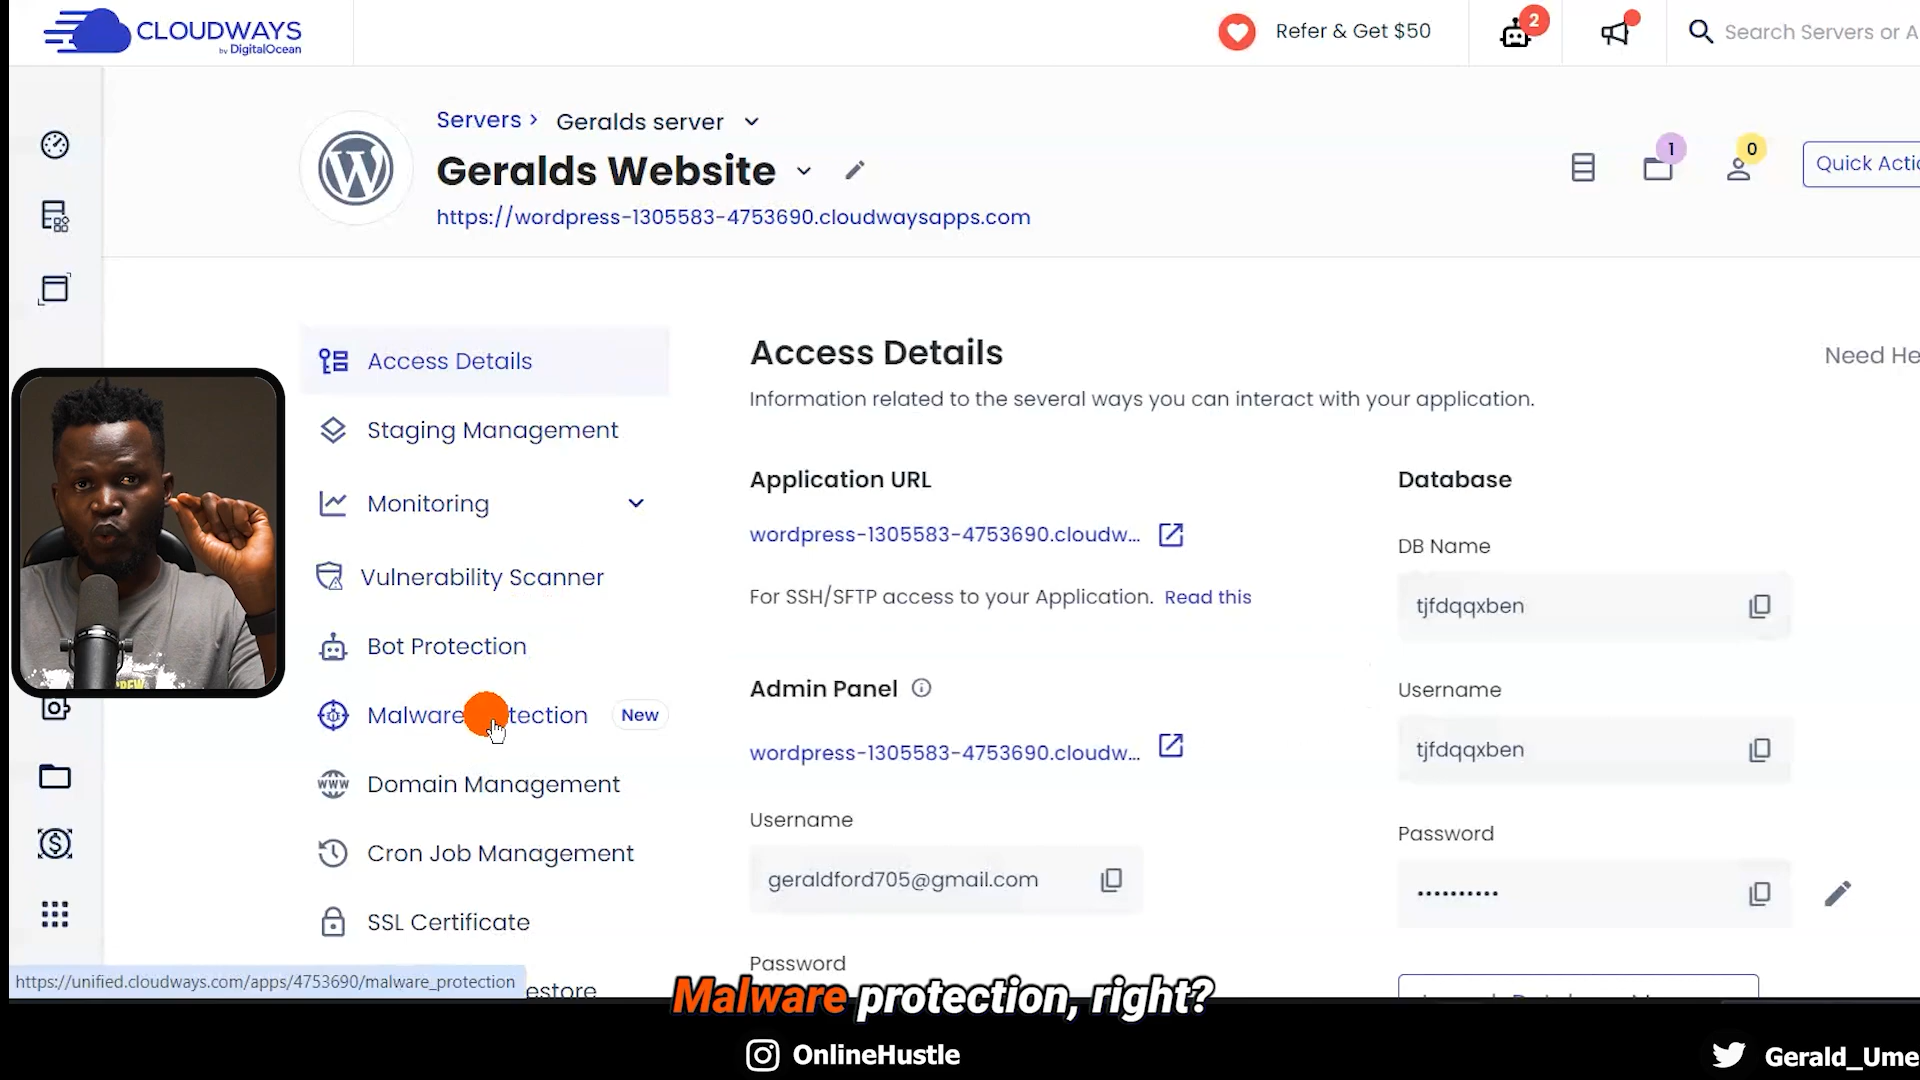 CLOUDWAYS
by DigitalOcean
Refer & Get $50
2
Search Servers or A
Servers >
Geralds server
Geralds Website
https://wordpress-1305583-4753690.cloudwaysapps.com
1
0
Quick Actio
Access Details
Staging Management
Monitoring
Vulnerability Scanner
Bot Protection
Malware tection
New
Domain Management
Cron Job Management
SSL Certificate
estore
Access Details
Need He
Information related to the several ways you can interact with your application.
Application URL
wordpress-1305583-4753690.cloudw...
For SSH/SFTP access to your Application. Read this
Admin Panel
wordpress-1305583-4753690.cloudw...
Username
geraldford705@gmail.com
Password
Database
DB Name
tjfdqqxben
Username
tjfdqqxben
Password
••••••••••
https://unified.cloudways.com/apps/4753690/malware_protection
Malware protection, right?
OnlineHustle
Gerald_Ume